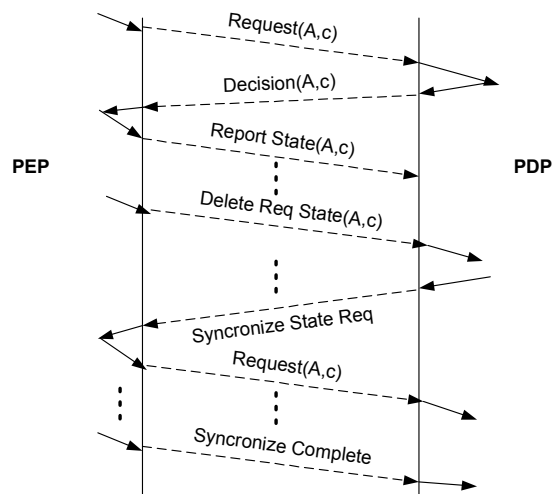 Request(A,c)
Decision(A,c)
Report State(A,c)
PEP
PDP
Delete Req State(A,c)
Syncronize State Req
Request(A,c)
Syncronize Complete